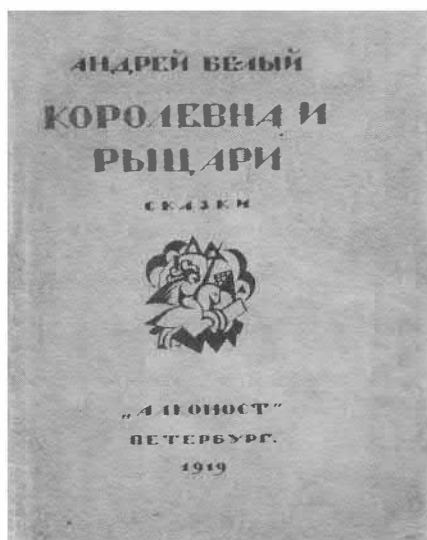 АНДРЕЙ БЕЛЫЙ
КОРОЛЕВНА И
РЫЦАРИ
СКАЗКИ
„АЛКОНОСТ"
ПЕТЕРБУРГ.
1919